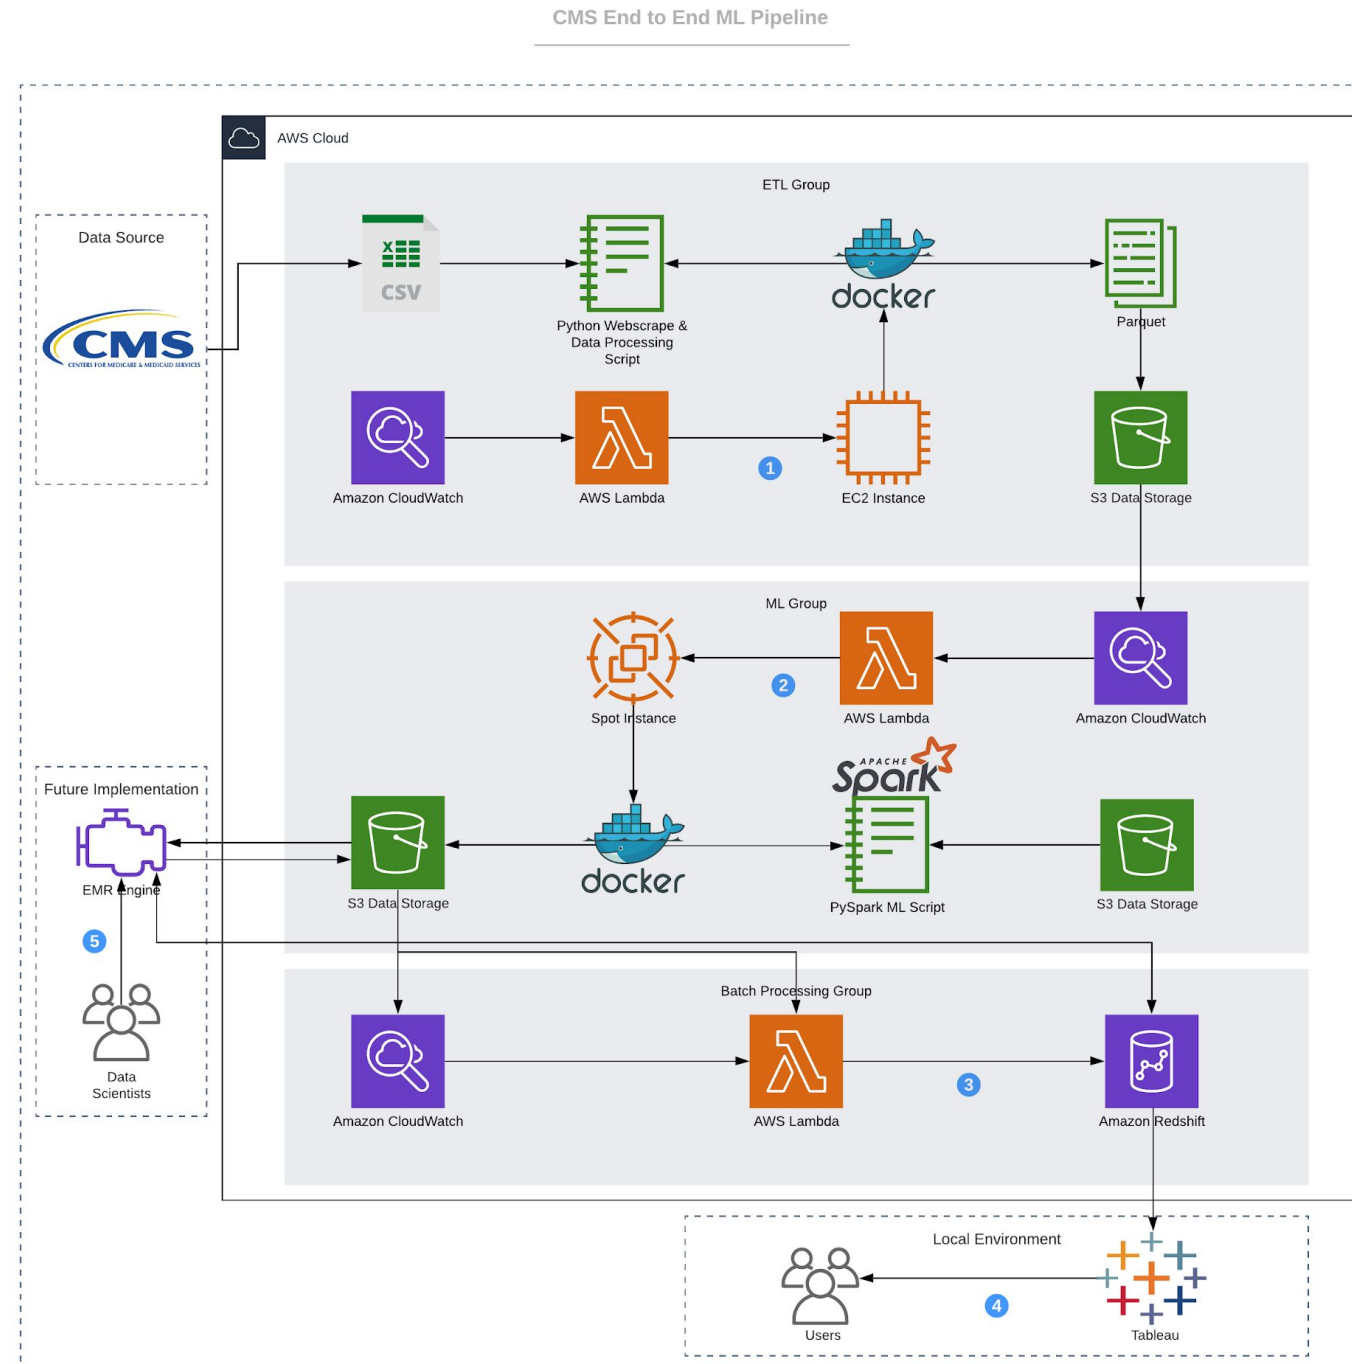 CMS End to End ML Pipeline
AWS Cloud
ETL Group
Data Source
X
CSV
docker
CMS
CENTERS FOR MEDICARE & MEDICAID SERVICES
Python Webscrape &
Data Processing
Script
Parquet
Amazon CloudWatch
AWS Lambda
1
EC2 Instance
S3 Data Storage
ML Group
Spot Instance
2
AWS Lambda
Amazon CloudWatch
APACHE
Spark
Future Implementation
EMR Engine
S3 Data Storage
docker
PySpark ML Script
S3 Data Storage
5
Data
Scientists
Batch Processing Group
Amazon CloudWatch
AWS Lambda
3
Amazon Redshift
Local Environment
Users
4
Tableau